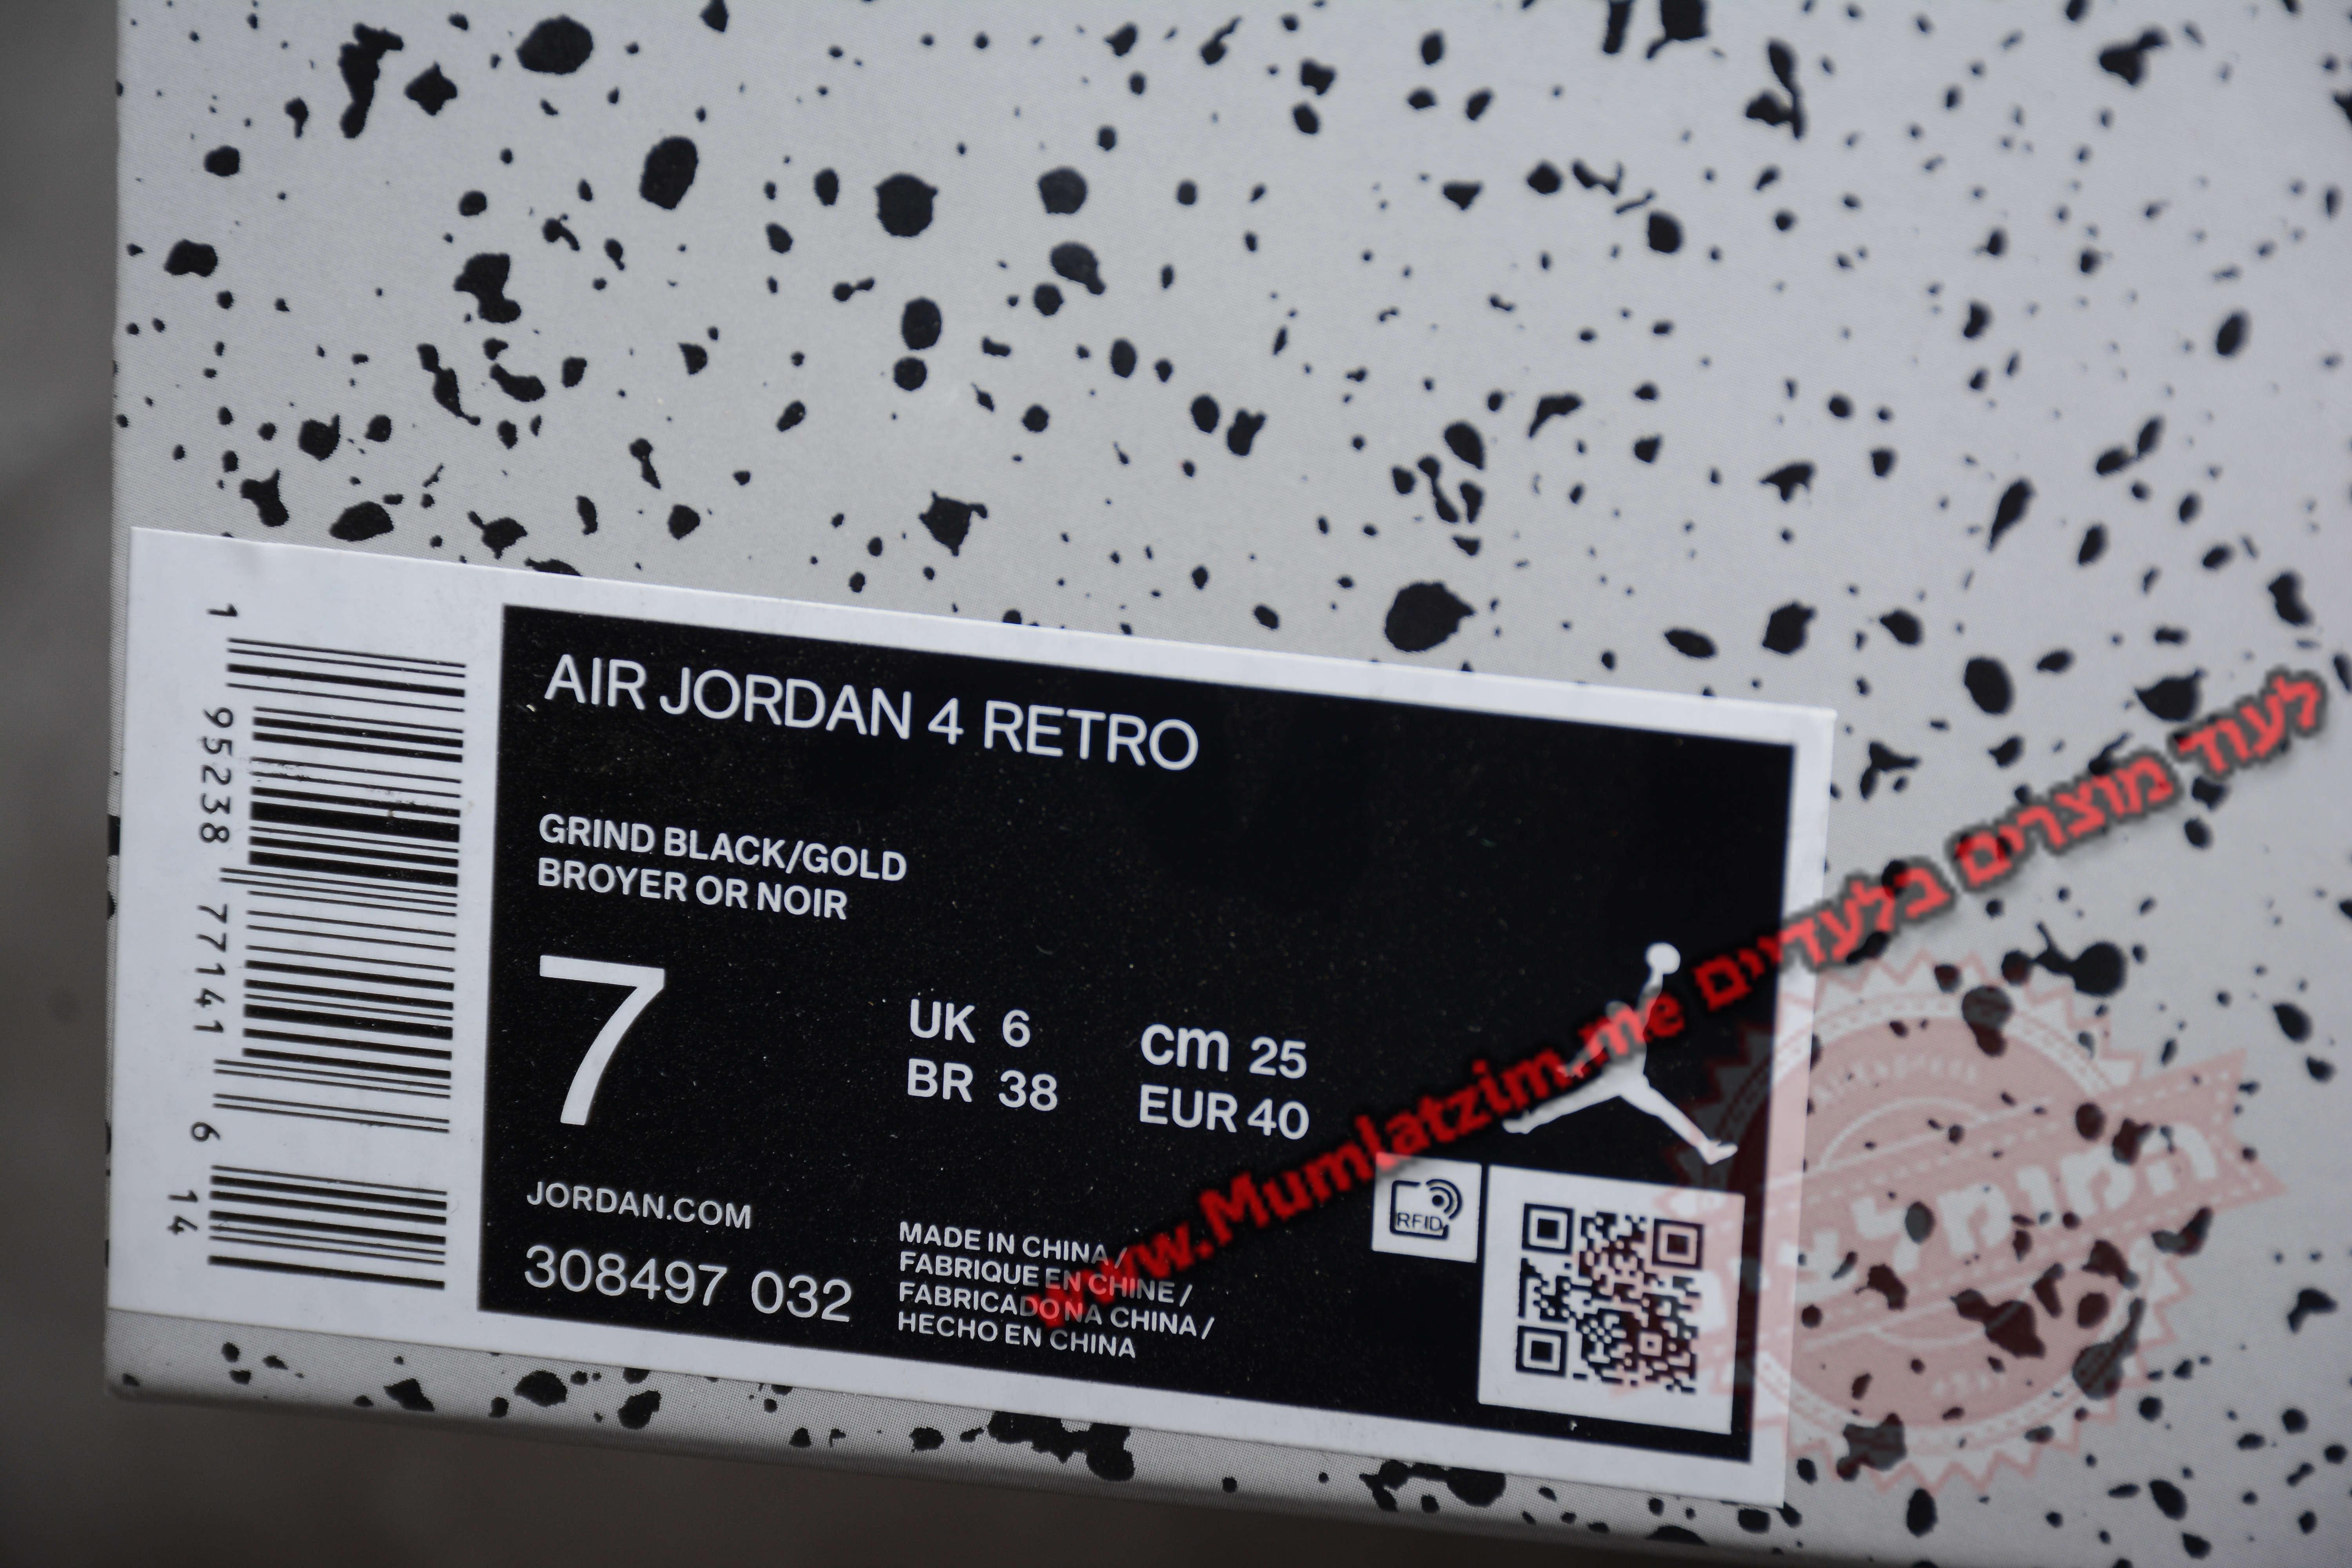 AIR JORDAN 4 RETRO
GRIND BLACK/GOLD
BROYER OR NOIR
7
UK 6
BR 38
cm 25
EUR 40
JORDAN.COM
308497 032
MADE IN CHINA /
FABRIQUE EN CHINE /
FABRICADO NA CHINA /
HECHO EN CHINA
RFID
1 95238 77141 6 14
לעוד מוצרים בלעדיים www.Mumlatzim.me
המומלצים